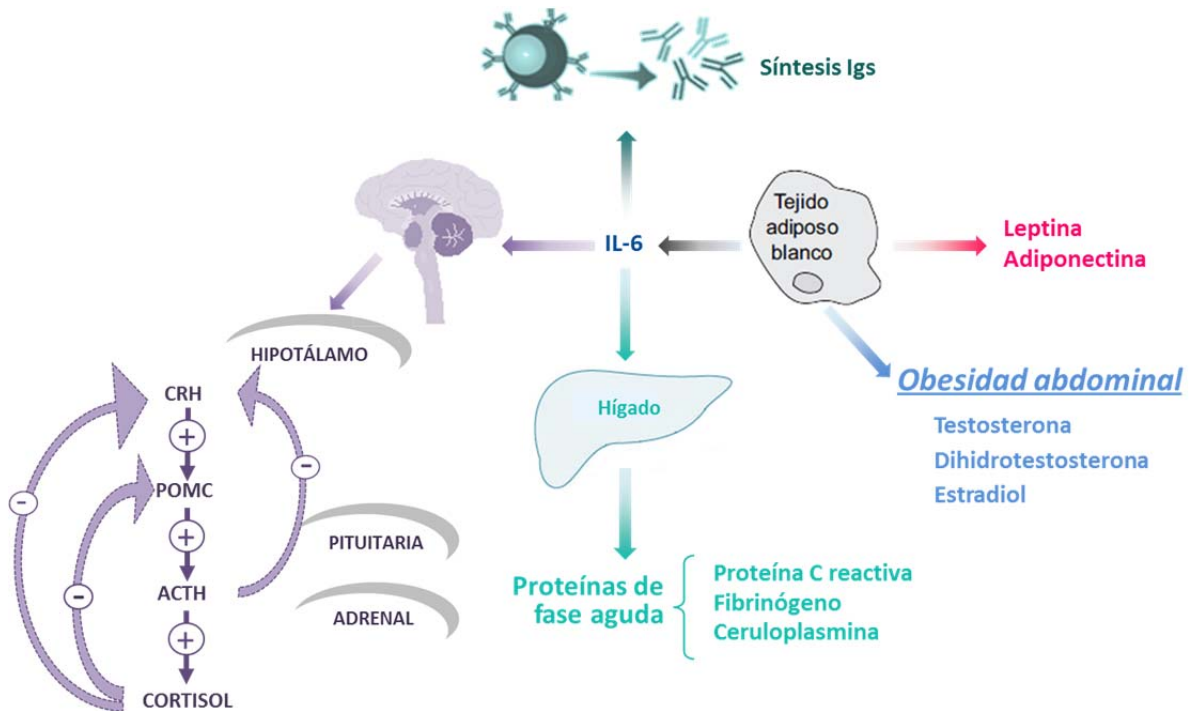 Síntesis Igs
Tejido
adiposo
blanco
IL-6
Leptina
Adiponectina
HIPOTÁLAMO
Obesidad abdominal
Testosterona
Dihidrotestosterona
Estradiol
Hígado
CRH
+
-
POMC
-
+
-
PITUITARIA
ACTH
ADRENAL
+
CORTISOL
Proteínas de
fase aguda
Proteína C reactiva
Fibrinógeno
Ceruloplasmina